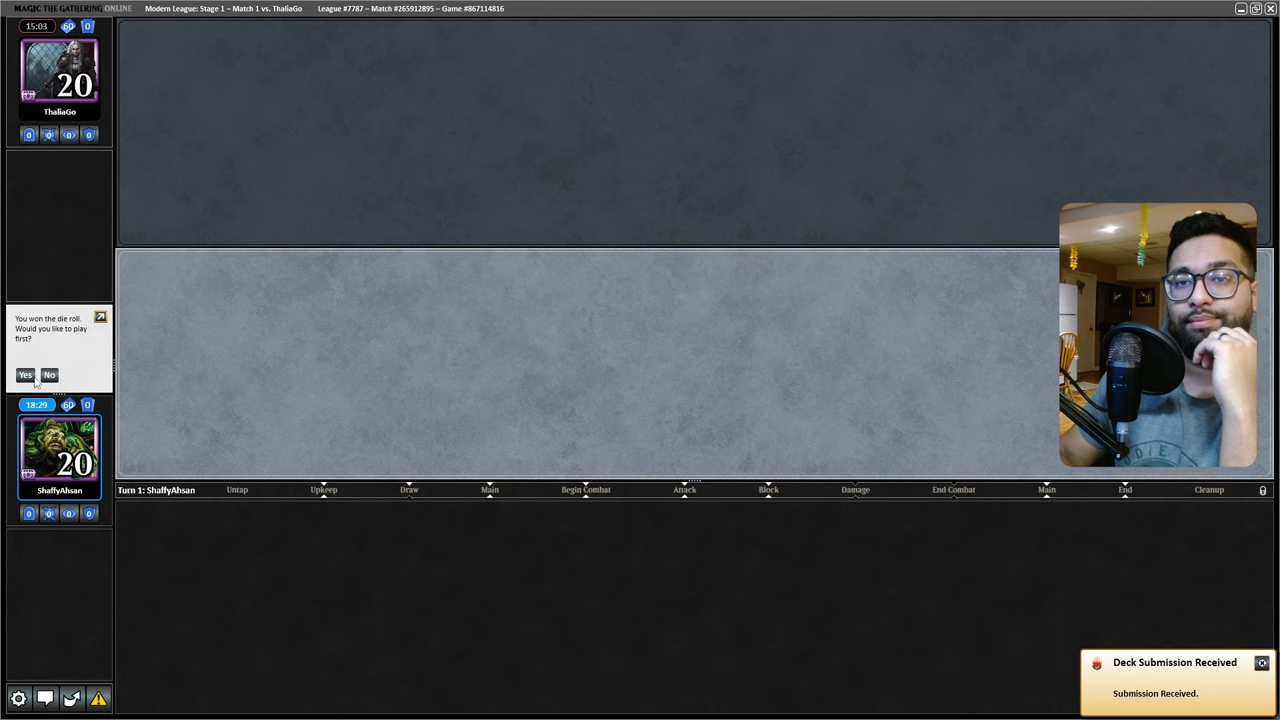 MAGIC THE GATHERING ONLINE Modern League: Stage 1 – Match 1 vs. ThaliaGo League #7787 – Match #265912895 – Game #867114816
15:03 60 0
20
ThaliaGo
0 0 0 0
You won the die roll.
Would you like to play
first?
Yes No
18:29 60 0
20
ShaffyAhsan
0 0 0 0
Turn 1: ShaffyAhsan Untap Upkeep Draw Main Begin Combat Attack Block Damage End Combat Main End Cleanup
Deck Submission Received
Submission Received.